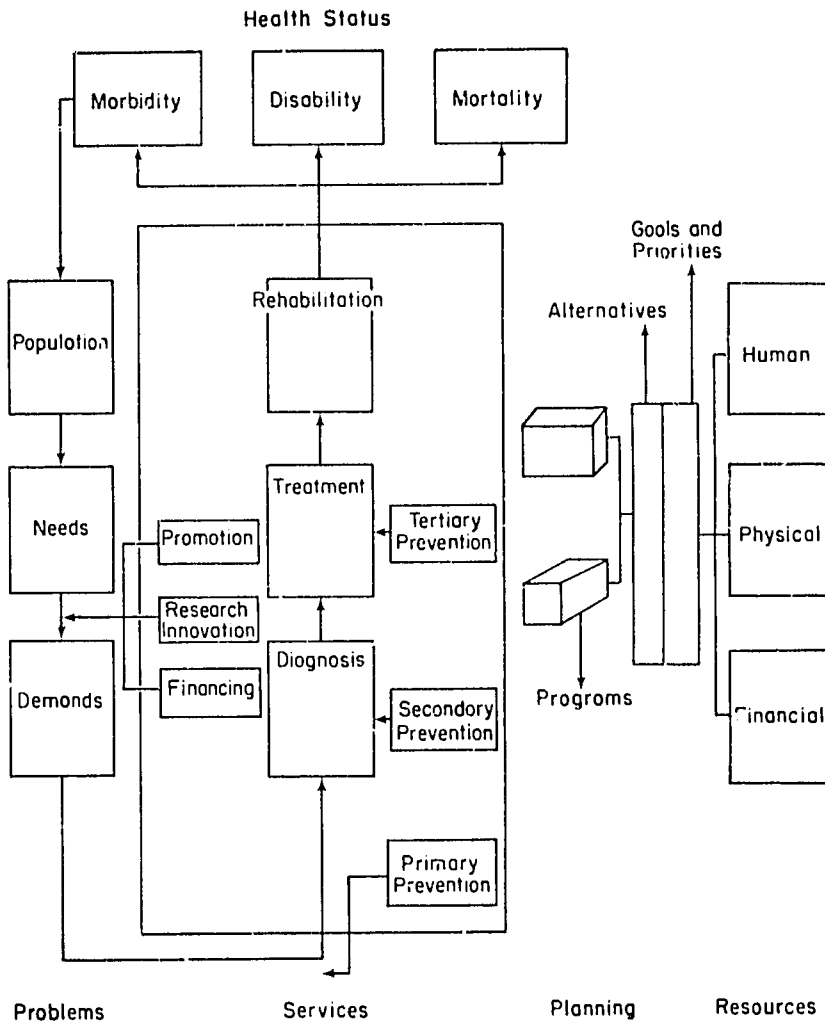 Health Status
Morbidity
Disability
Mortality
Goals and
Priorities
Alternatives
Rehabilitation
Population
Human
Needs
Promotion
Treatment
Tertiary
Prevention
Physical
Research
Innovation
Demands
Financing
Diagnosis
Secondary
Prevention
Programs
Financial
Primary
Prevention
Problems
Services
Planning
Resources